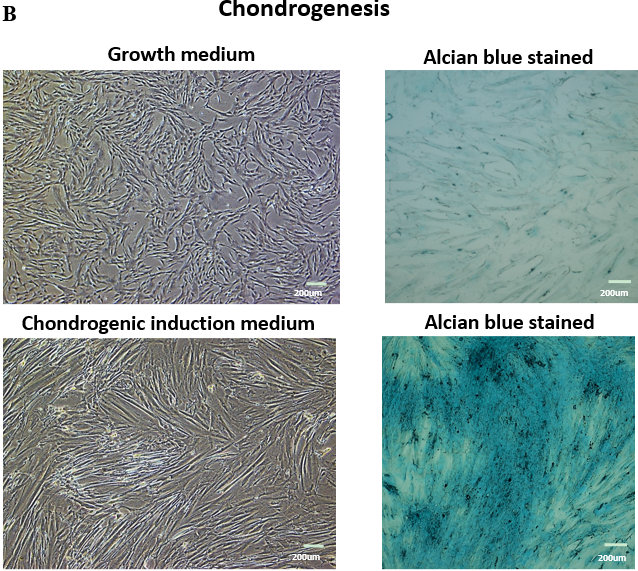 B
Chondrogenesis
Growth medium
Alcian blue stained
200um
200um
Chondrogenic induction medium
Alcian blue stained
200um
200um